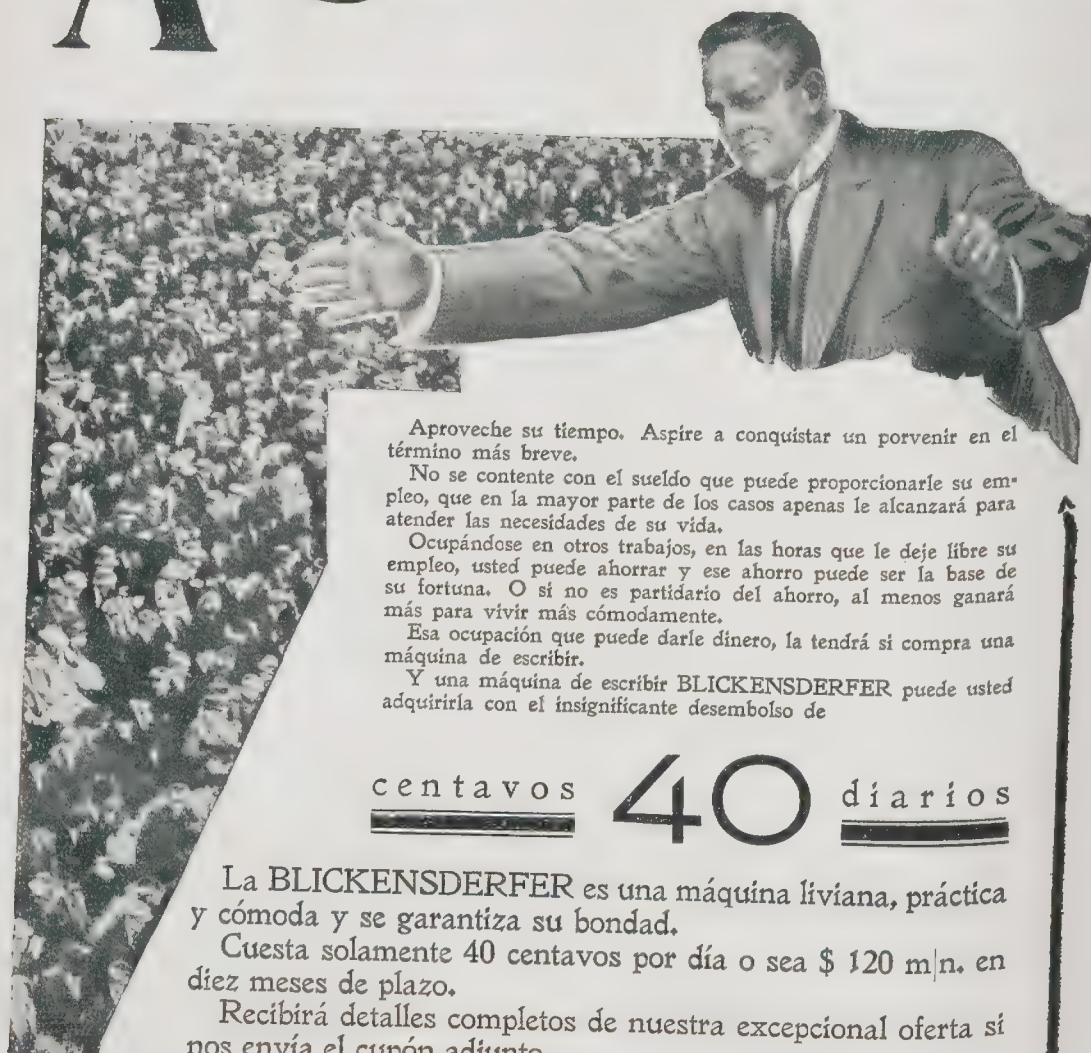 A
Aproveche su tiempo. Aspire a conquistar un porvenir en el
término más breve.
No se contente con el sueldo que puede proporcionarle su em-
pleo, que en la mayor parte de los casos apenas le alcanzará para
atender las necesidades de su vida.
Ocupándose en otros trabajos, en las horas que le deje libre su
empleo, usted puede ahorrar y ese ahorro puede ser la base de
su fortuna. O si no es partidario del ahorro, al menos ganará
más para vivir más cómodamente.
Esa ocupación que puede darle dinero, la tendrá si compra una
máquina de escribir.
Y una máquina de escribir BLICKENSDERFER puede usted
adquirirla con el insignificante desembolso de
centavos 40 diarios
La BLICKENSDERFER es una máquina liviana, práctica
y cómoda y se garantiza su bondad.
Cuesta solamente 40 centavos por día o sea $ 120 m|n. en
diez meses de plazo.
Recibirá detalles completos de nuestra excepcional oferta si
nos envía el cupón adjunto.